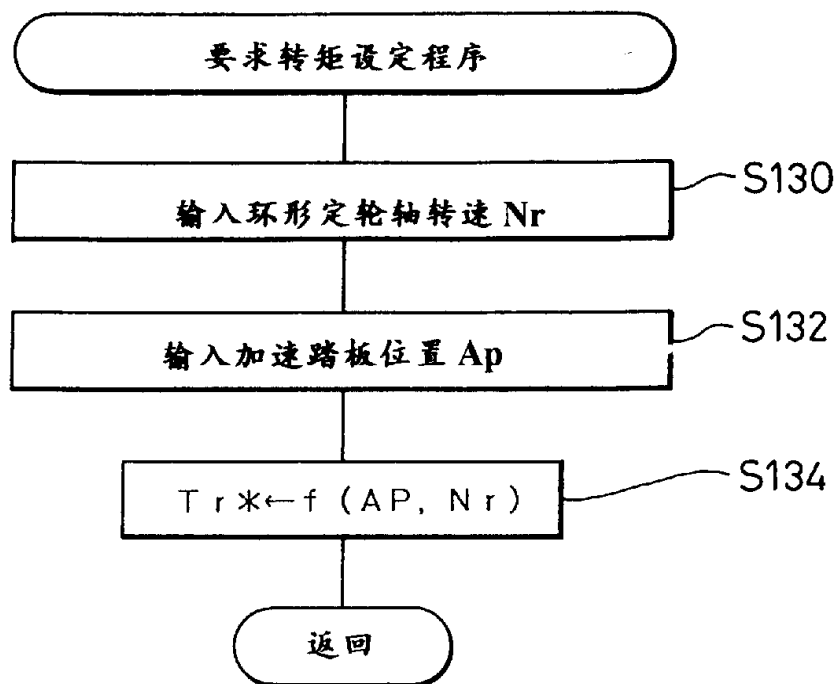 要求转矩设定程序
S130
输入环形定轮轴转速 Nr
S132
输入加速踏板位置 Ap
S134
Tr*←f (AP, Nr)
返回